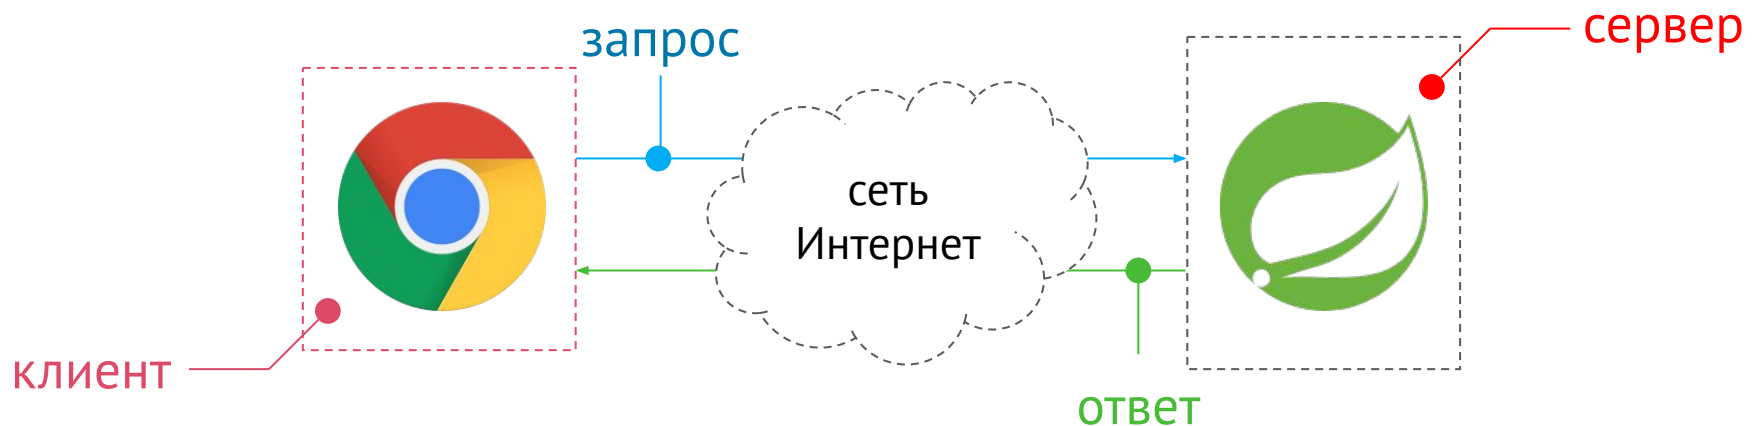 запрос
сервер
сеть
Интернет
клиент
ответ